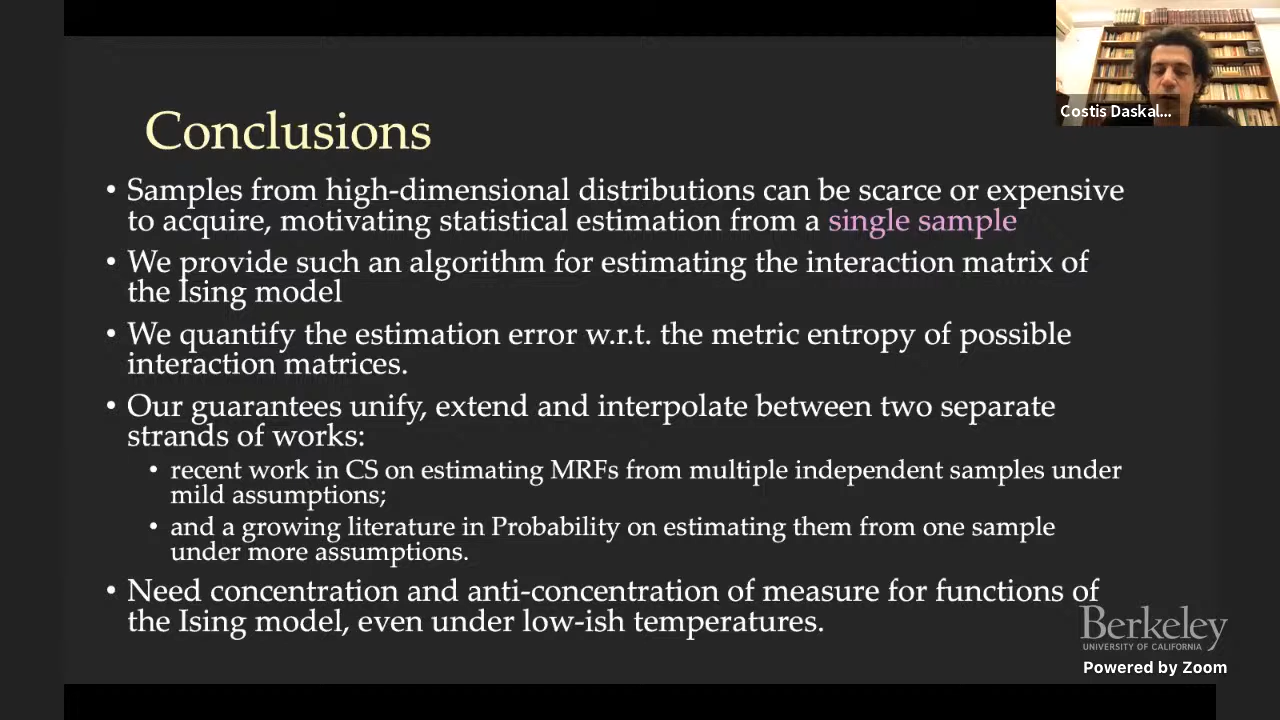 Costis Daskal...
Conclusions
• Samples from high-dimensional distributions can be scarce or expensive
to acquire, motivating statistical estimation from a single sample
• We provide such an algorithm for estimating the interaction matrix of
the Ising model
• We quantify the estimation error w.r.t. the metric entropy of possible
interaction matrices.
• Our guarantees unify, extend and interpolate between two separate
strands of works:
• recent work in CS on estimating MRFs from multiple independent samples under
mild assumptions;
• and a growing literature in Probability on estimating them from one sample
under more assumptions.
• Need concentration and anti-concentration of measure for functions of
the Ising model, even under low-ish temperatures.
Berkeley
UNIVERSITY OF CALIFORNIA
Powered by Zoom